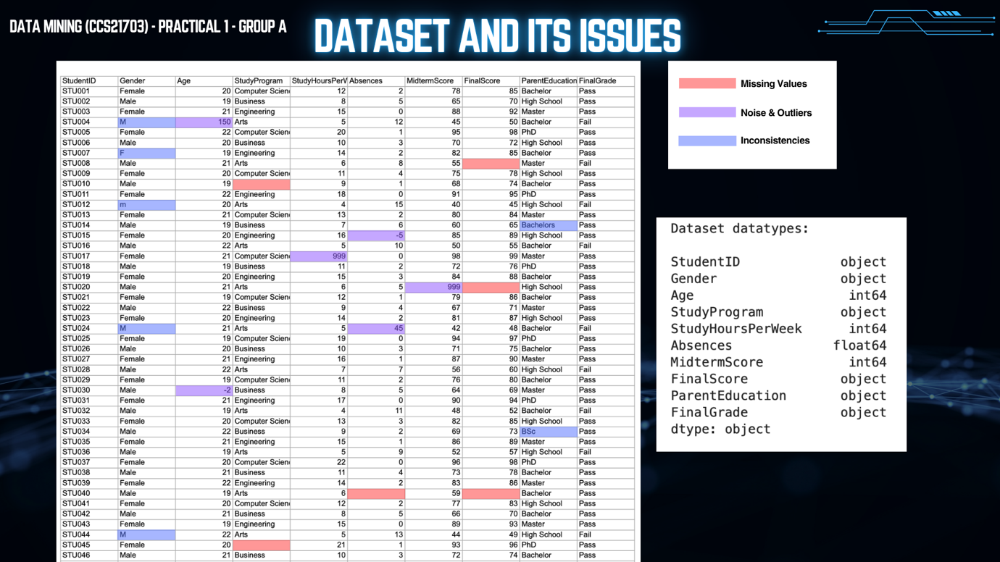 DATA MINING (CCS21703) - PRACTICAL 1 - GROUP A
DATASET AND ITS ISSUES
StudentID Gender Age StudyProgram StudyHoursPerW Absences MidtermScore FinalScore ParentEducation FinalGrade
STU001 Female 20 Computer Scien 12 2 78 85 Bachelor Pass
STU002 Male 19 Business 8 5 65 70 High School Pass
STU003 Female 21 Engineering 15 0 88 92 Master Pass
STU004 M 150 Arts 5 12 45 50 Bachelor Fail
STU005 Female 22 Computer Scien 20 1 95 98 PhD Pass
STU006 Male 20 Business 10 3 70 72 High School Pass
STU007 F 19 Engineering 14 2 82 85 Bachelor Pass
STU008 Male 21 Arts 6 8 55 Master Fail
STU009 Female 20 Computer Scien 11 4 75 78 High School Pass
STU010 Male 19 9 1 68 74 Bachelor Pass
STU011 Female 22 Engineering 18 0 91 95 PhD Pass
STU012 m 20 Arts 4 15 40 45 High School Fail
STU013 Female 21 Computer Scien 13 2 80 84 Master Pass
STU014 Male 19 Business 7 6 60 65 Bachelors Pass
STU015 Female 20 Engineering 16 -5 85 89 High School Pass
STU016 Male 22 Arts 5 10 50 55 Bachelor Fail
STU017 Female 21 Computer Scien 999 0 98 99 Master Pass
STU018 Male 19 Business 11 2 72 76 PhD Pass
STU019 Female 20 Engineering 15 3 84 88 Bachelor Pass
STU020 Male 21 Arts 6 5 999 High School Pass
STU021 Female 19 Computer Scien 12 1 79 86 Bachelor Pass
STU022 Male 22 Business 9 4 67 71 Master Pass
STU023 Female 20 Engineering 14 2 81 87 High School Pass
STU024 M 21 Arts 5 45 42 48 Bachelor Fail
STU025 Female 19 Computer Scien 19 0 94 97 PhD Pass
STU026 Male 20 Business 10 3 71 75 Bachelor Pass
STU027 Female 21 Engineering 16 1 87 90 Master Pass
STU028 Male 22 Arts 7 7 56 60 High School Fail
STU029 Female 19 Computer Scien 11 2 76 80 Bachelor Pass
STU030 Male -2 Business 8 5 64 69 Master Pass
STU031 Female 21 Engineering 17 0 90 94 PhD Pass
STU032 Male 19 Arts 4 11 48 52 Bachelor Fail
STU033 Female 20 Computer Scien 13 3 82 85 High School Pass
STU034 Male 22 Business 9 2 69 73 BSc Pass
STU035 Female 21 Engineering 15 1 86 89 Master Pass
STU036 Male 19 Arts 5 9 52 57 High School Fail
STU037 Female 20 Computer Scien 22 0 96 98 PhD Pass
STU038 Male 21 Business 11 4 73 78 Bachelor Pass
STU039 Female 22 Engineering 14 2 83 86 Master Pass
STU040 Male 19 Arts 6 59 Bachelor Pass
STU041 Female 20 Computer Scien 12 2 77 83 High School Pass
STU042 Male 21 Business 8 5 66 70 Bachelor Pass
STU043 Female 19 Engineering 15 0 89 93 Master Pass
STU044 M 22 Arts 5 13 44 49 High School Fail
STU045 Female 20 21 1 93 96 PhD Pass
STU046 Male 21 Business 10 3 72 74 Bachelor Pass
Missing Values
Noise & Outliers
Inconsistencies
Dataset datatypes:
StudentID object
Gender object
Age int64
StudyProgram object
StudyHoursPerWeek int64
Absences float64
MidtermScore int64
FinalScore object
ParentEducation object
FinalGrade object
dtype: object